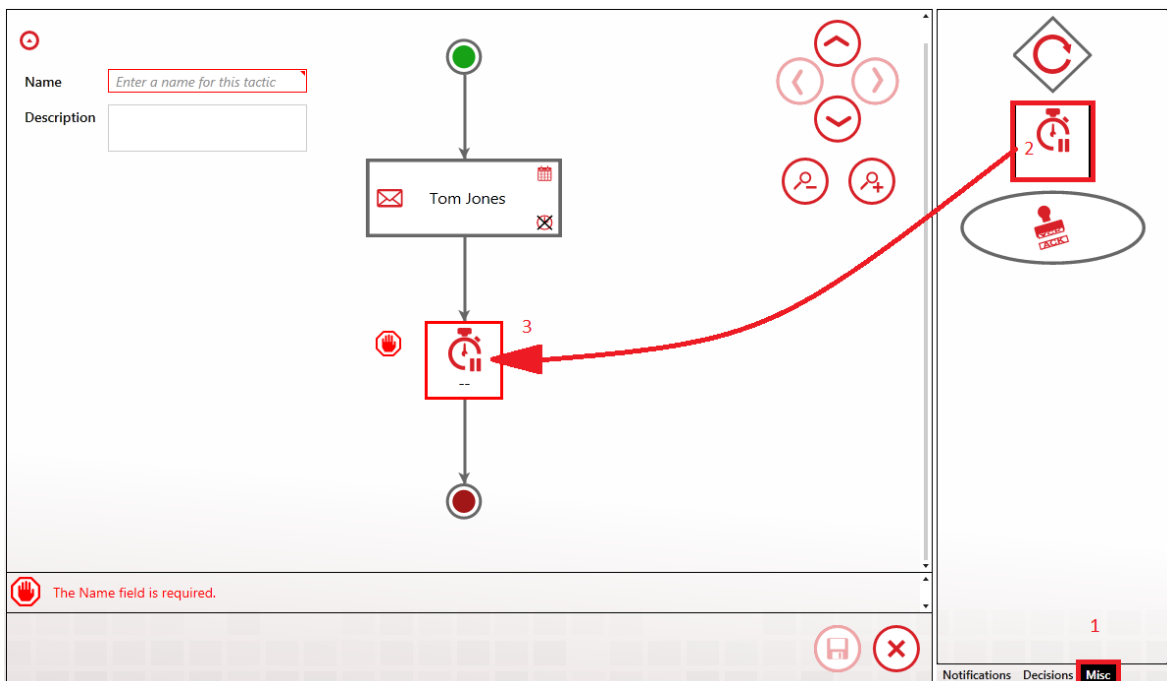 Name
Enter a name for this tactic
Description
Tom Jones
2
ACK
3
--
The Name field is required.
1
Notifications Decisions Misc